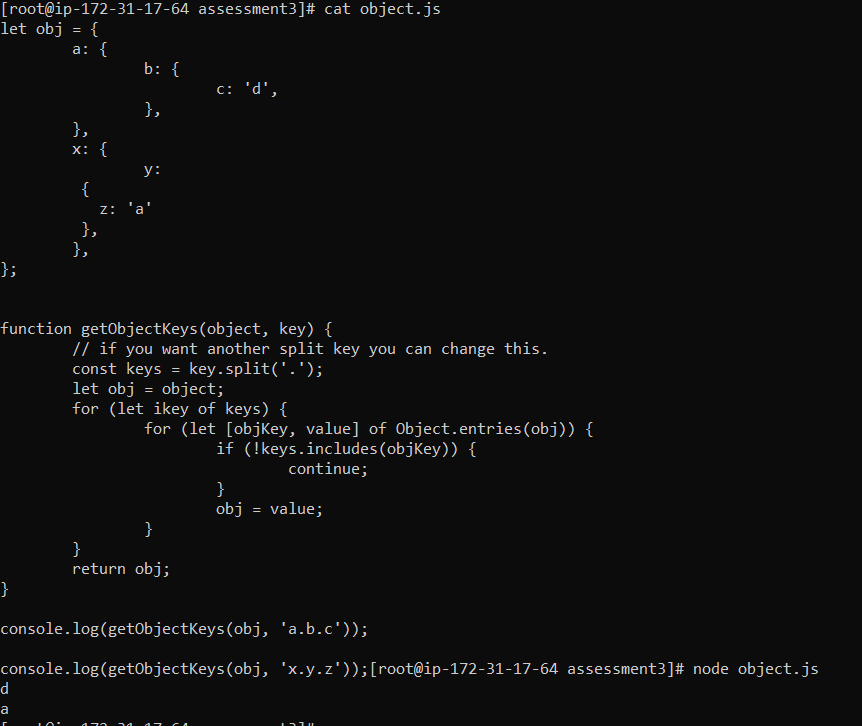 [root@ip-172-31-17-64 assessment3]# cat object.js
let obj = {
        a: {
                b: {
                        c: 'd',
                },
        },
        x: {
                y:
         {
           z: 'a'
         },
        },
};
function getObjectKeys(object, key) {
        // if you want another split key you can change this.
        const keys = key.split('.');
        let obj = object;
        for (let ikey of keys) {
                for (let [objKey, value] of Object.entries(obj)) {
                        if (!keys.includes(objKey)) {
                                continue;
                        }
                        obj = value;
                }
        }
        return obj;
}
console.log(getObjectKeys(obj, 'a.b.c'));
console.log(getObjectKeys(obj, 'x.y.z'));[root@ip-172-31-17-64 assessment3]# node object.js
d
a